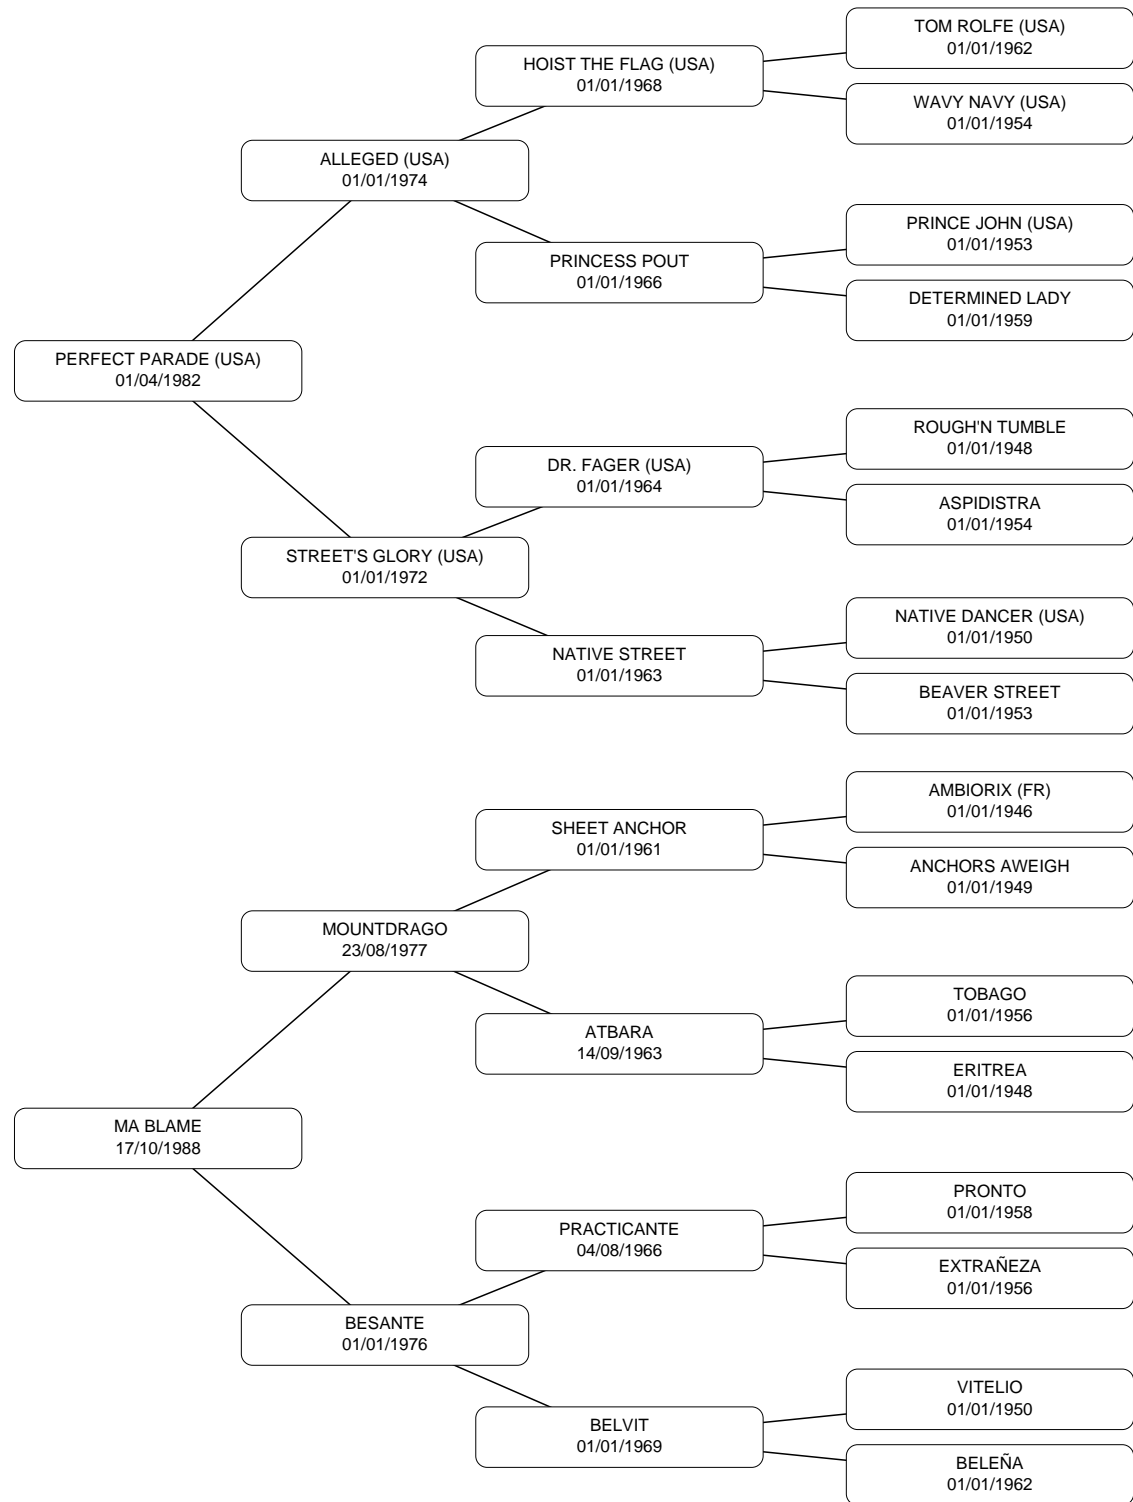 TOM ROLFE (USA)
01/01/1962
HOIST THE FLAG (USA)
01/01/1968
WAVY NAVY (USA)
01/01/1954
ALLEGED (USA)
01/01/1974
PRINCE JOHN (USA)
01/01/1953
PRINCESS POUT
01/01/1966
DETERMINED LADY
01/01/1959
PERFECT PARADE (USA)
01/04/1982
ROUGH'N TUMBLE
01/01/1948
DR. FAGER (USA)
01/01/1964
ASPIDISTRA
01/01/1954
STREET'S GLORY (USA)
01/01/1972
NATIVE DANCER (USA)
01/01/1950
NATIVE STREET
01/01/1963
BEAVER STREET
01/01/1953
AMBIORIX (FR)
01/01/1946
SHEET ANCHOR
01/01/1961
ANCHORS AWEIGH
01/01/1949
MOUNTDRAGO
23/08/1977
TOBAGO
01/01/1956
ATBARA
14/09/1963
ERITREA
01/01/1948
MA BLAME
17/10/1988
PRONTO
01/01/1958
PRACTICANTE
04/08/1966
EXTRAÑEZA
01/01/1956
BESANTE
01/01/1976
VITELIO
01/01/1950
BELVIT
01/01/1969
BELEÑA
01/01/1962